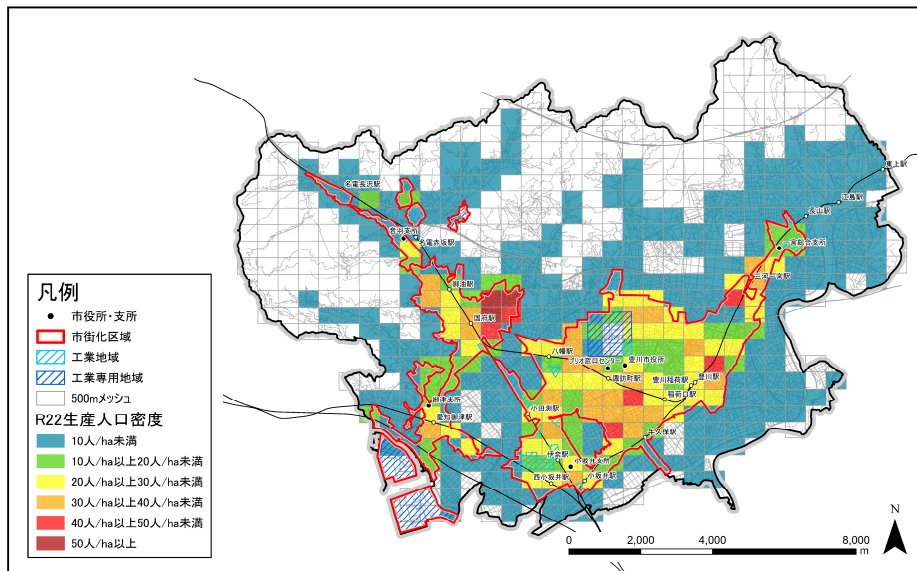 凡例
市役所・支所
市街化区域
工業地域
工業専用地域
500mメッシュ
R22生産人口密度
10人/ha未満
10人/ha以上20人/ha未満
20人/ha以上30人/ha未満
30人/ha以上40人/ha未満
40人/ha以上50人/ha未満
50人/ha以上
東上駅
名電長沢駅
江島駅
長山駅
音羽支所
名電赤坂駅
一宮総合支所
三河一宮駅
御油駅
国府駅
八幡駅
プリオ窓口センター
豊川市役所
諏訪町駅
豊川稲荷駅
豊川駅
稲荷口駅
御津支所
愛知御津駅
小田渕駅
牛久保駅
伊奈駅
小坂井支所
西小坂井駅
小坂井駅
N
0 2,000 4,000 8,000
m